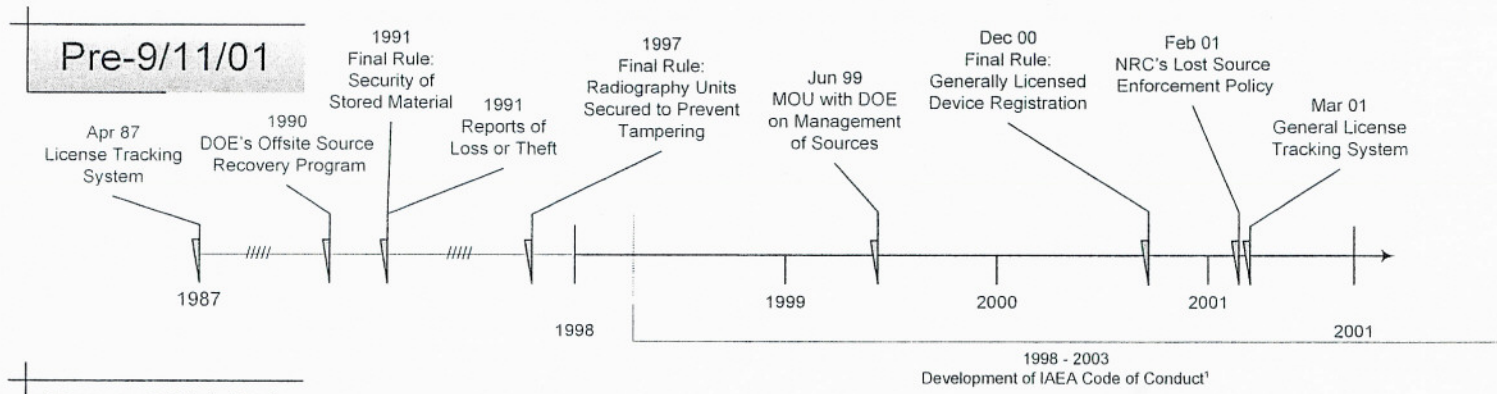 Pre-9/11/01
Apr 87
License Tracking
System
1990
DOE's Offsite Source
Recovery Program
1991
Final Rule:
Security of
Stored Material
1991
Reports of
Loss or Theft
1997
Final Rule:
Radiography Units
Secured to Prevent
Tampering
Jun 99
MOU with DOE
on Management
of Sources
Dec 00
Final Rule:
Generally Licensed
Device Registration
Feb 01
NRC's Lost Source
Enforcement Policy
Mar 01
General License
Tracking System
1987
1998
1999
2000
2001
2001
1998 - 2003
Development of IAEA Code of Conduct¹